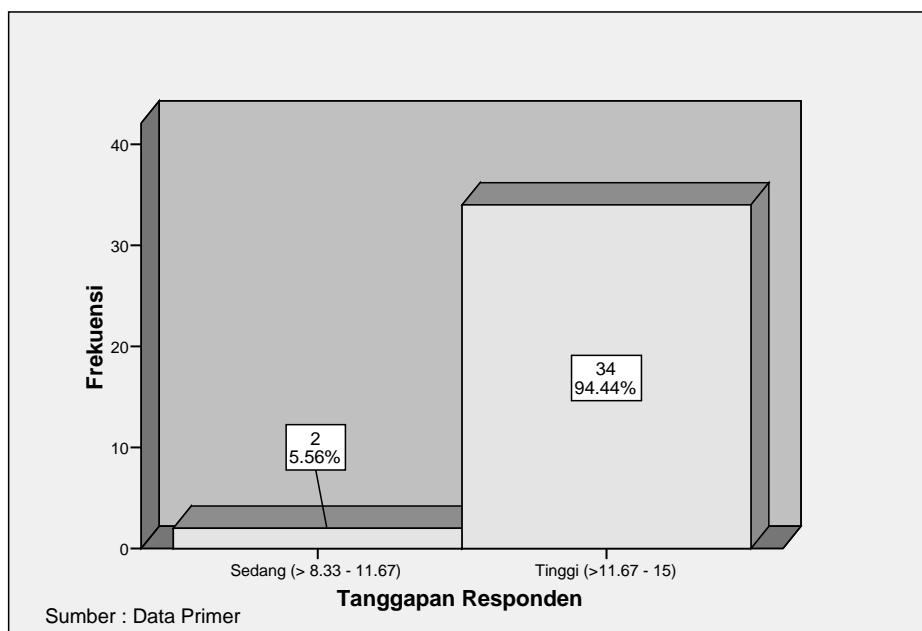 40
30
20
10
0
Frekuensi
2
5.56%
34
94.44%
Sedang (> 8.33 - 11.67)
Tinggi (>11.67 - 15)
Tanggapan Responden
Sumber : Data Primer